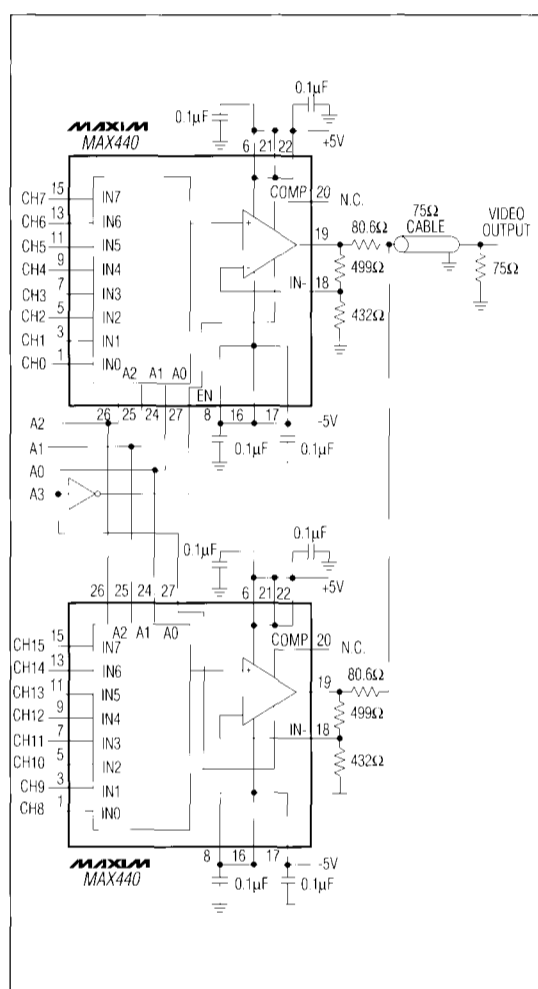 0.1µF
0.1µF
MAXIM
MAX440
6 21 22
+5V
CH7 15 IN7
CH6 13 IN6
CH5 11 IN5
CH4 9 IN4
CH3 7 IN3
CH2 5 IN2
CH1 3 IN1
CH0 1 IN0
COMP 20 N.C.
19
80.6Ω
75Ω
CABLE
VIDEO
OUTPUT
499Ω
75Ω
IN- 18
432Ω
A2 A1 A0
EN
26 25 24 27 8 16 17
-5V
0.1µF
0.1µF
A2
A1
A0
A3
0.1µF
0.1µF
+5V
26 25 24 27
6 21 22
A2 A1 A0
CH15 15 IN7
CH14 13 IN6
CH13 11 IN5
CH12 9 IN4
CH11 7 IN3
CH10 5 IN2
CH9 3 IN1
CH8 1 IN0
COMP 20 N.C.
19
80.6Ω
499Ω
IN- 18
432Ω
8 16 17
-5V
0.1µF
0.1µF
MAXIM
MAX440